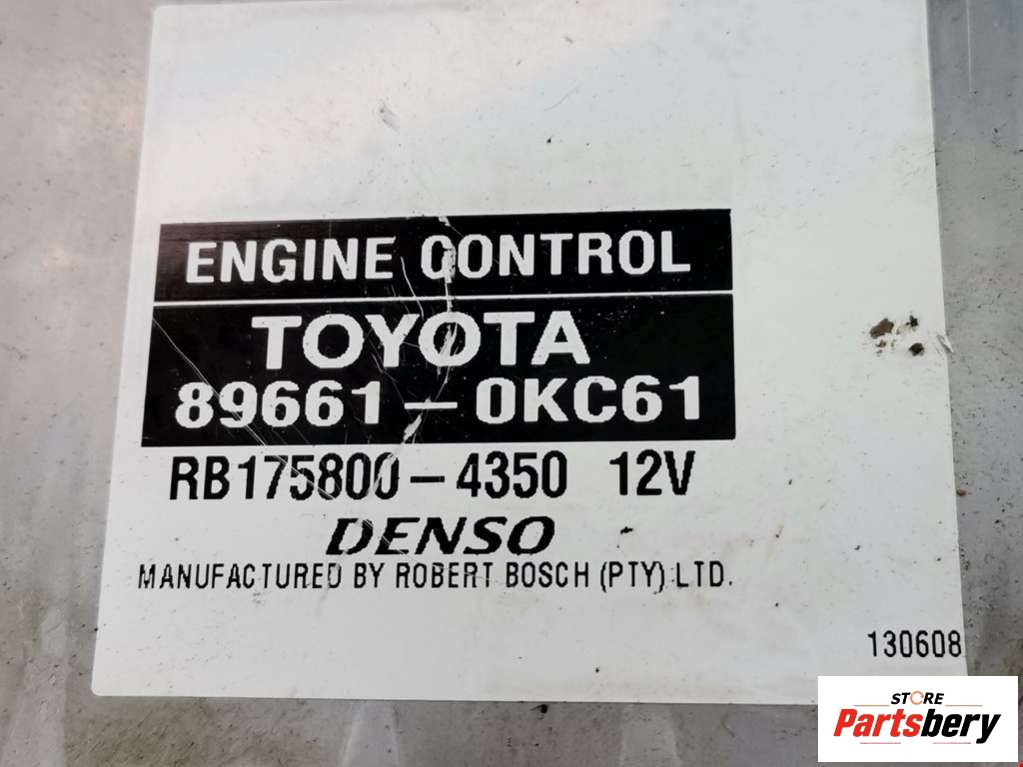 ENGINE CONTROL
TOYOTA
89661-0KC61
RB175800-4350 12V
DENSO
MANUFACTURED BY ROBERT BOSCH (PTY) LTD.
130608
STORE
Partsbery